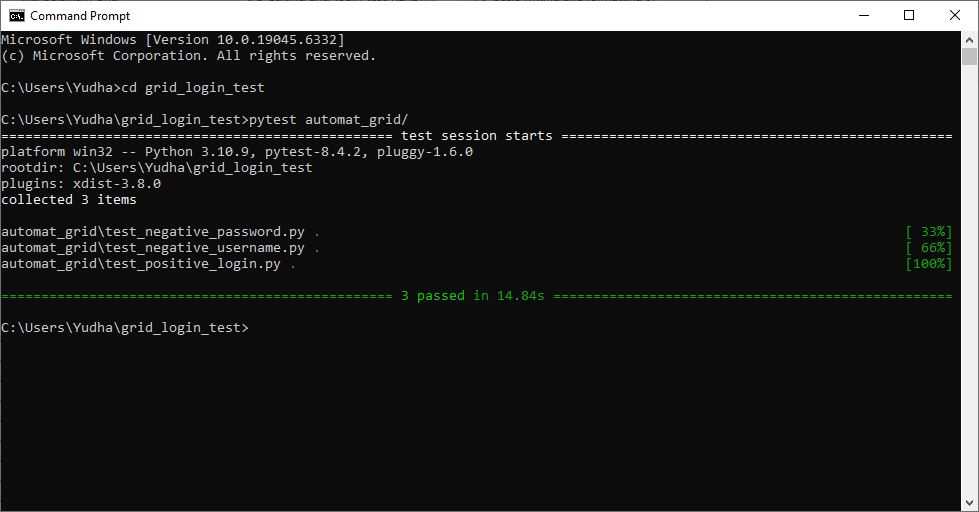 Command Prompt
Microsoft Windows [Version 10.0.19045.6332]
(c) Microsoft Corporation. All rights reserved.
C:\Users\Yudha>cd grid_login_test
C:\Users\Yudha\grid_login_test>pytest automat_grid/
================================================= test session starts =================================================
platform win32 -- Python 3.10.9, pytest-8.4.2, pluggy-1.6.0
rootdir: C:\Users\Yudha\grid_login_test
plugins: xdist-3.8.0
collected 3 items
automat_grid\test_negative_password.py . [ 33%]
automat_grid\test_negative_username.py . [ 66%]
automat_grid\test_positive_login.py . [100%]
================================================= 3 passed in 14.84s ==================================================
C:\Users\Yudha\grid_login_test>